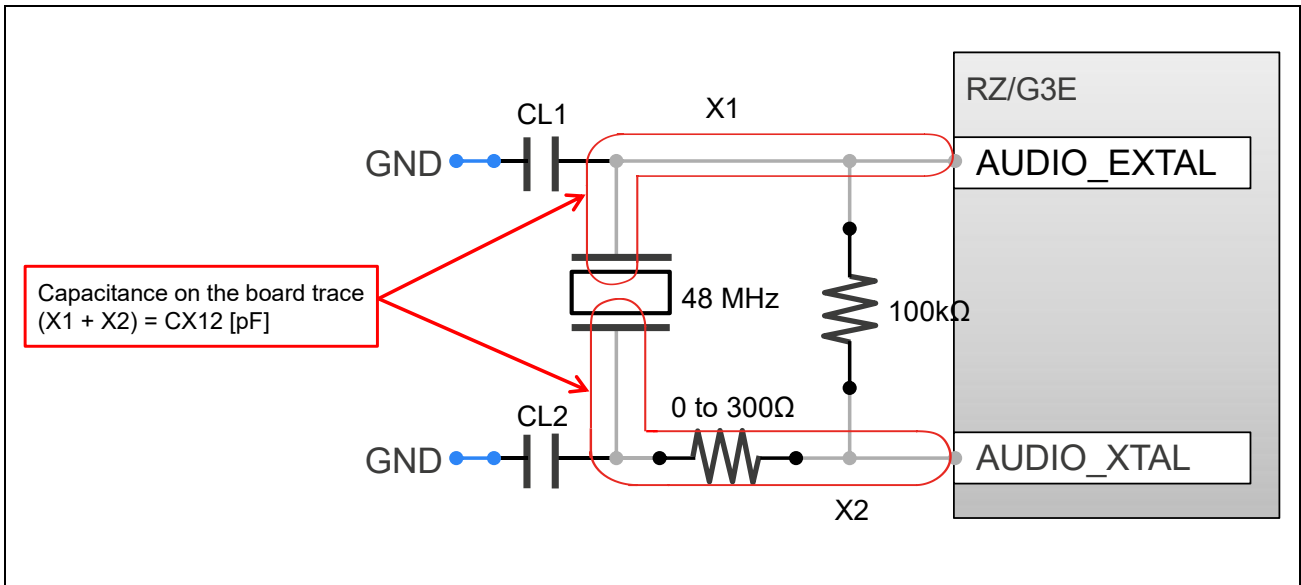 RZ/G3E
CL1
X1
GND
AUDIO_EXTAL
Capacitance on the board trace
(X1 + X2) = CX12 [pF]
48 MHz
100kΩ
0 to 300Ω
CL2
GND
AUDIO_XTAL
X2